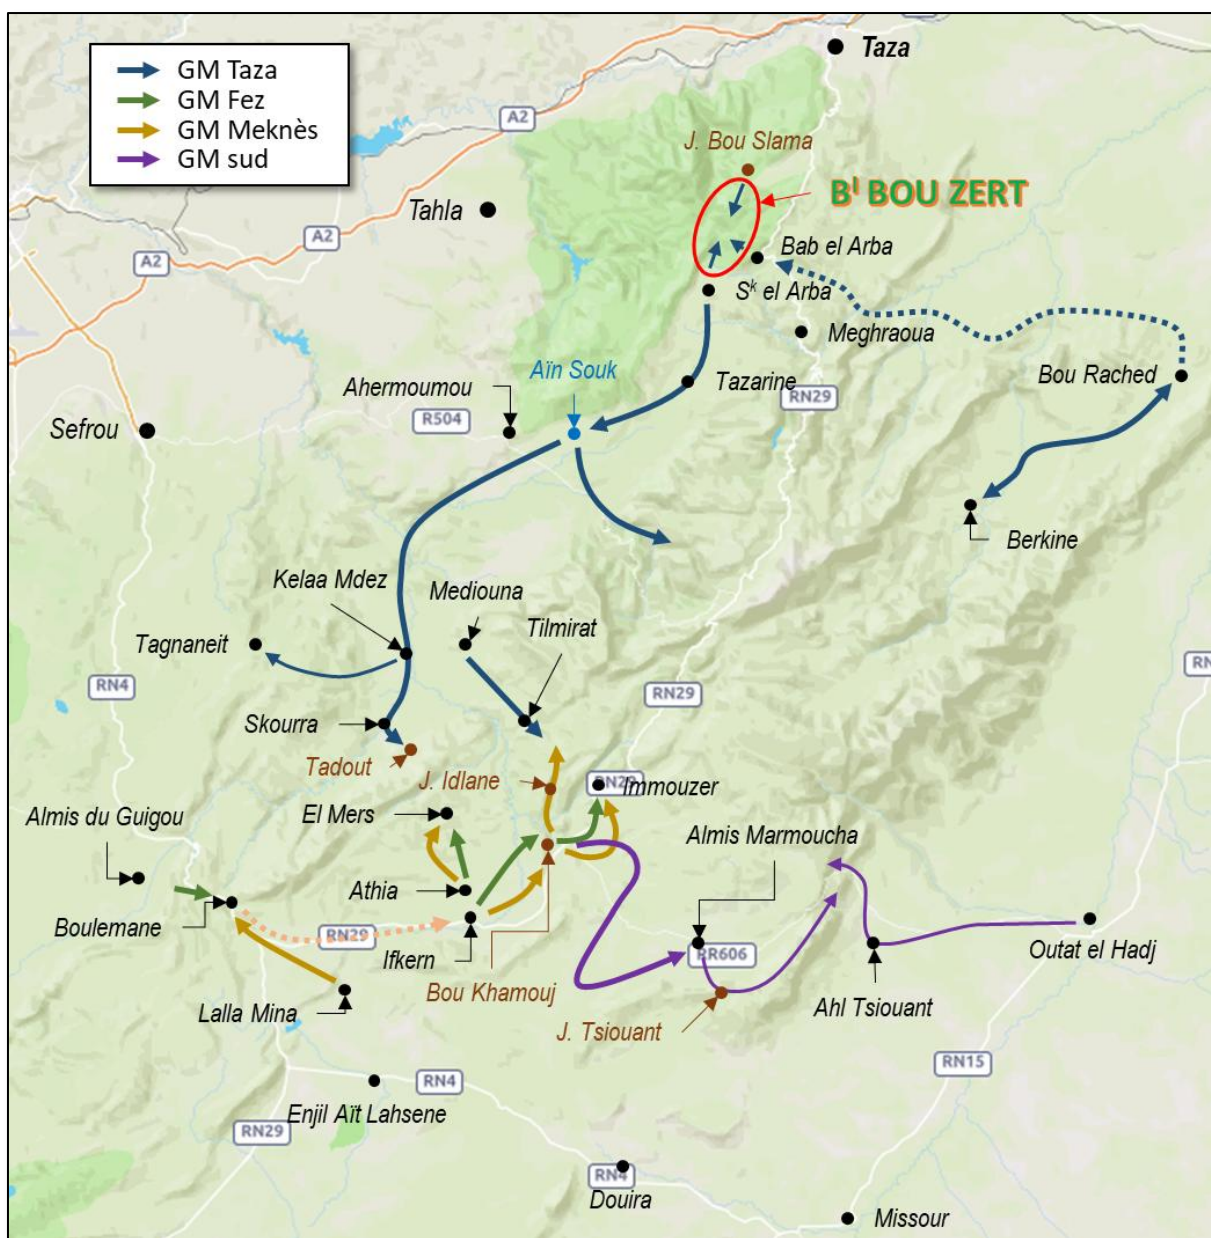 GM Taza
GM Fez
GM Meknès
GM sud
Taza
A2
J. Bou Slama
Bˡ BOU ZERT
Tahla
A2
Bab el Arba
A2
Sᵏ el Arba
Meghraoua
Aïn Souk
Tazarine
Bou Rached
Ahermoumou
RN29
R504
Sefrou
Berkine
Kelaa Mdez
Mediouna
Tilmirat
Tagnaneit
RN
RN4
RN29
Skourra
Tadout
J. Idlane
RN29
Immouzer
El Mers
Almis du Guigou
Almis Marmoucha
Athia
Boulemane
RN29
Ifkern
RR606
Outat el Hadj
Bou Khamouj
Lalla Mina
J. Tsiouant
Ahl Tsiouant
RN15
RN4
Enjil Aït Lahsene
RN29
RN4
Douira
Missour